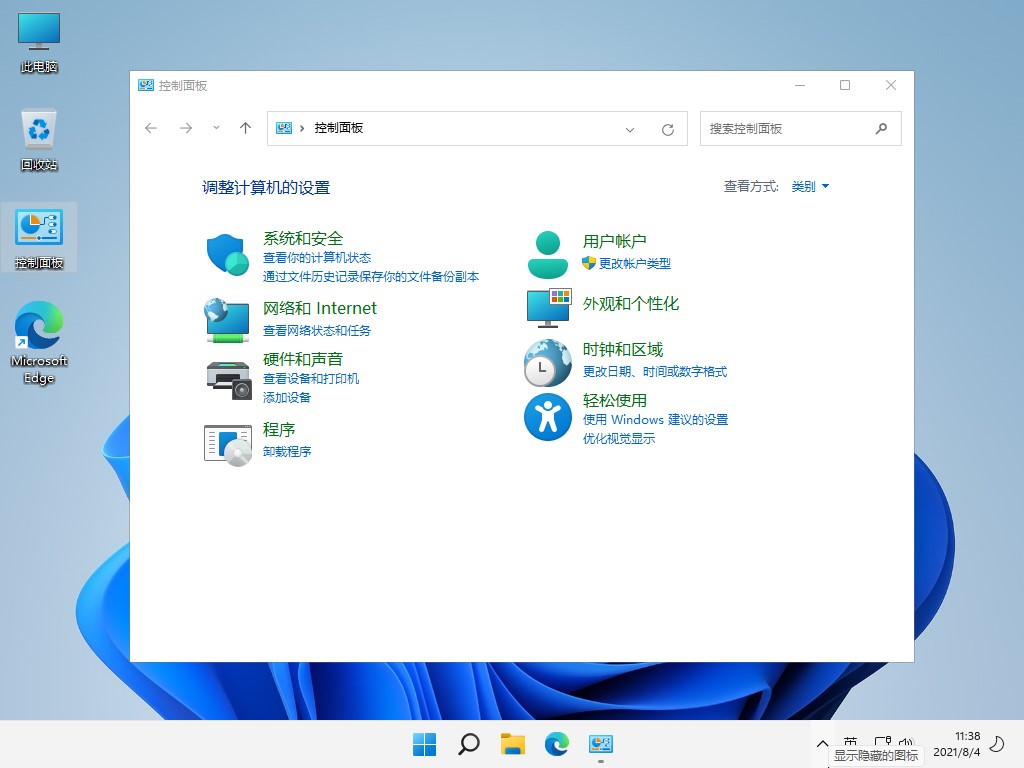 此电脑
回收站
控制面板
Microsoft
Edge
控制面板
控制面板
搜索控制面板
调整计算机的设置
查看方式: 类别
系统和安全
查看你的计算机状态
通过文件历史记录保存你的文件备份副本
网络和 Internet
查看网络状态和任务
硬件和声音
查看设备和打印机
添加设备
程序
卸载程序
用户帐户
更改帐户类型
外观和个性化
时钟和区域
更改日期、时间或数字格式
轻松使用
使用 Windows 建议的设置
优化视觉显示
英
显示隐藏的图标
11:38
2021/8/4